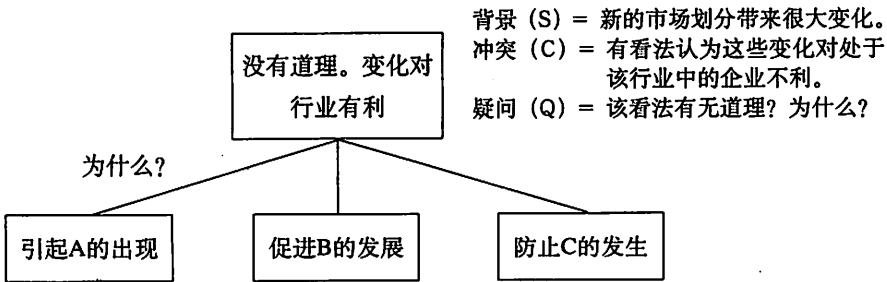 背景（S）= 新的市场划分带来很大变化。
冲突（C）= 有看法认为这些变化对处于
该行业中的企业不利。
疑问（Q）= 该看法有无道理？为什么？
没有道理。变化对
行业有利
为什么？
引起A的出现
促进B的发展
防止C的发生